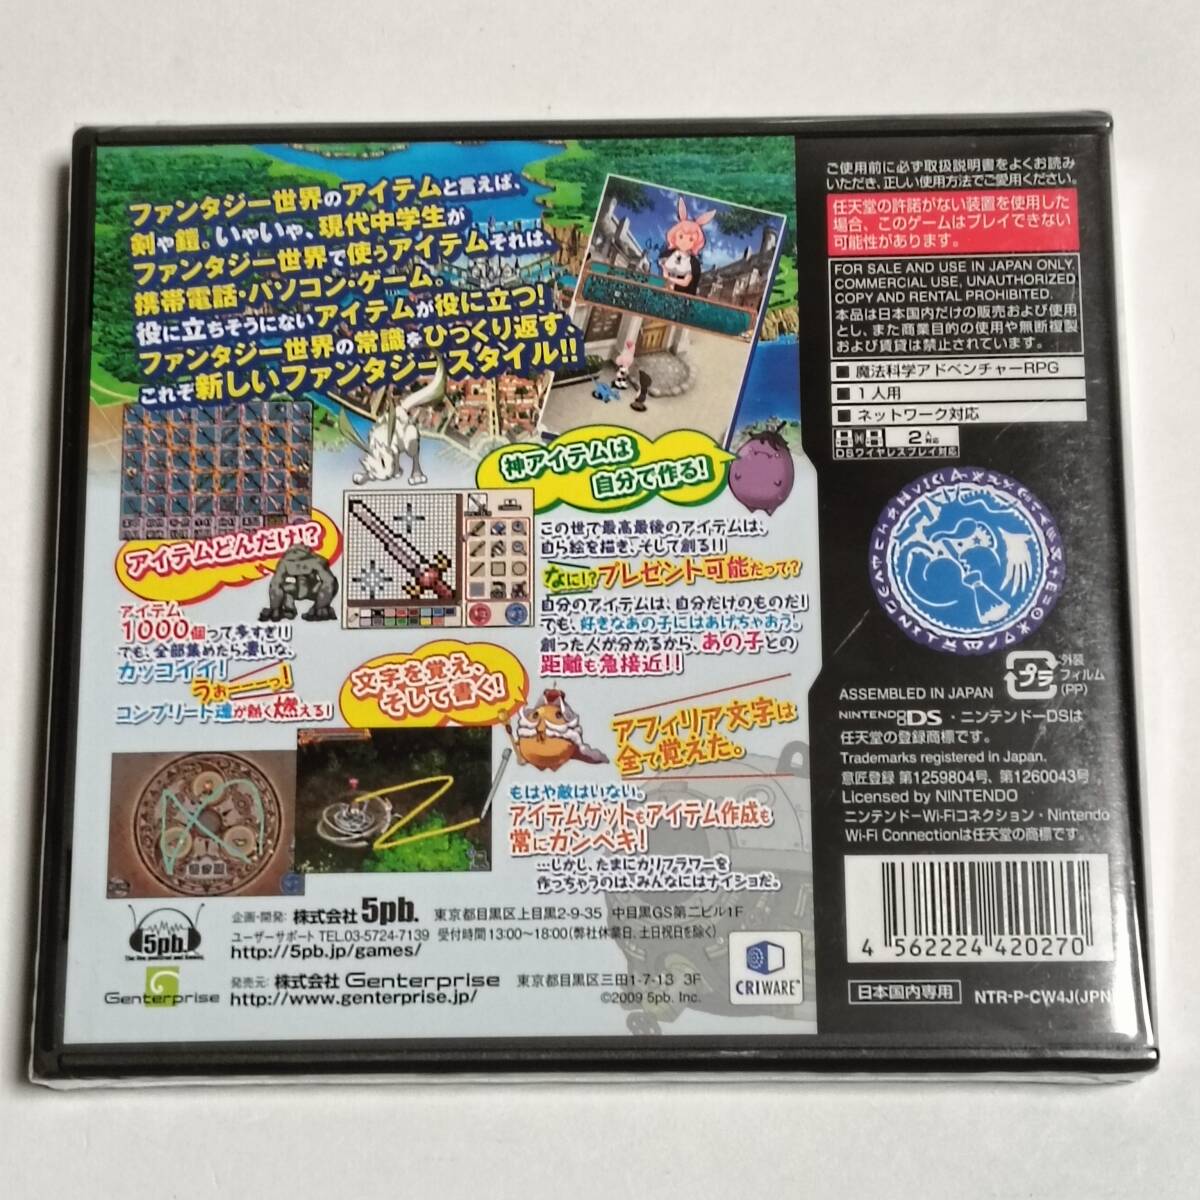 ファンタジー世界のアイテムと言えば、
剣や鎧。いやいや、現代中学生が
ファンタジー世界で使うアイテムそれは、
携帯電話・パソコン・ゲーム。
役に立ちそうにないアイテムが役に立つ!
ファンタジー世界の常識をひっくり返す、
これぞ新しいファンタジースタイル!!
アイテムどんだけ!?
アイテム
1000個って多すぎ!!
でも、全部集めたら凄いな、
カッコイイ!
うぉーーーっ!
コンプリート魂が熱く燃える!
神アイテムは
自分で作る!
この世で最高最後のアイテムは、
自ら絵を描き、そして創る!!
なに!?プレゼント可能だって?
自分のアイテムは、自分だけのものだ!
でも、好きなあの子にはあげちゃおう。
創った人が分かるから、あの子との
距離も急接近!!
文字を覚え、
そして書く!
アフィリア文字は
全て覚えた。
もはや敵はいない。
アイテムゲットもアイテム作成も
常にカンペキ!
…しかし、たまにカリフラワーを
作っちゃうのは、みんなにはナイショだ。
5pb.
企画・開発: 株式会社 5pb. 東京都目黒区上目黒2-9-35 中目黒GS第二ビル1F
ユーザーサポート TEL.03-5724-7139 受付時間13:00〜18:00(弊社休業日、土日祝日を除く)
http://5pb.jp/games/
Genterprise
発売元: 株式会社 Genterprise 東京都目黒区三田1-7-13 3F
http://www.genterprise.jp/
©2009 5pb. Inc.
CRIWARE™
ご使用前に必ず取扱説明書をよくお読み
いただき、正しい使用方法でご愛用ください。
任天堂の許諾がない装置を使用した
場合、このゲームはプレイできない
可能性があります。
FOR SALE AND USE IN JAPAN ONLY.
COMMERCIAL USE, UNAUTHORIZED
COPY AND RENTAL PROHIBITED.
本品は日本国内だけの販売および使用
とし、また商業目的の使用や無断複製
および賃貸は禁止されています。
■ 魔法科学アドベンチャーRPG
■ 1人用
■ ネットワーク対応
2人対応
DSワイヤレスプレイ対応
プラ
外装
フィルム
(PP)
ASSEMBLED IN JAPAN
NINTENDO DS・ニンテンドーDSは
任天堂の登録商標です。
Trademarks registered in Japan.
意匠登録 第1259804号、第1260043号
Licensed by NINTENDO
ニンテンドーWi-Fiコネクション・Nintendo
Wi-Fi Connectionは任天堂の商標です。
4 562224 420270
日本国内専用
NTR-P-CW4J(JPN)